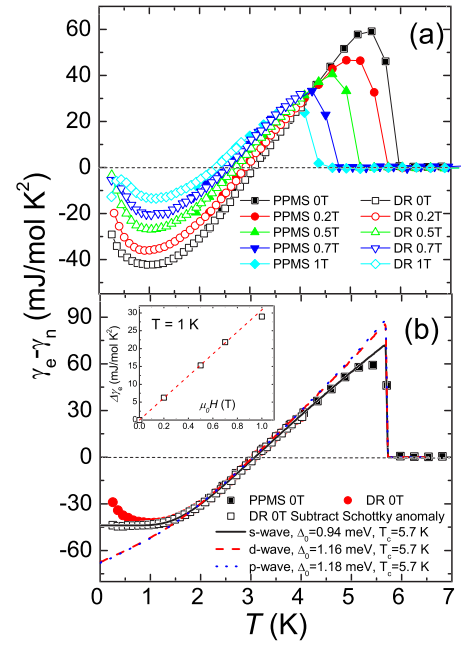 (a)
60
40
20
0
-20
-40
PPMS 0T DR 0T
PPMS 0.2T DR 0.2T
PPMS 0.5T DR 0.5T
PPMS 0.7T DR 0.7T
PPMS 1T DR 1T
γe-γn (mJ/mol K²)
(b)
90
60
30
0
-30
-60
T = 1 K
Δγe (mJ/mol K²)
30
25
20
15
10
5
0
0.0 0.2 0.4 0.6 0.8 1.0
μ0H (T)
PPMS 0T DR 0T
DR 0T Subtract Schottky anomaly
s-wave, Δ0=0.94 meV, Tc=5.7 K
d-wave, Δ0=1.16 meV, Tc=5.7 K
p-wave, Δ0=1.18 meV, Tc=5.7 K
0 1 2 3 4 5 6 7
T (K)